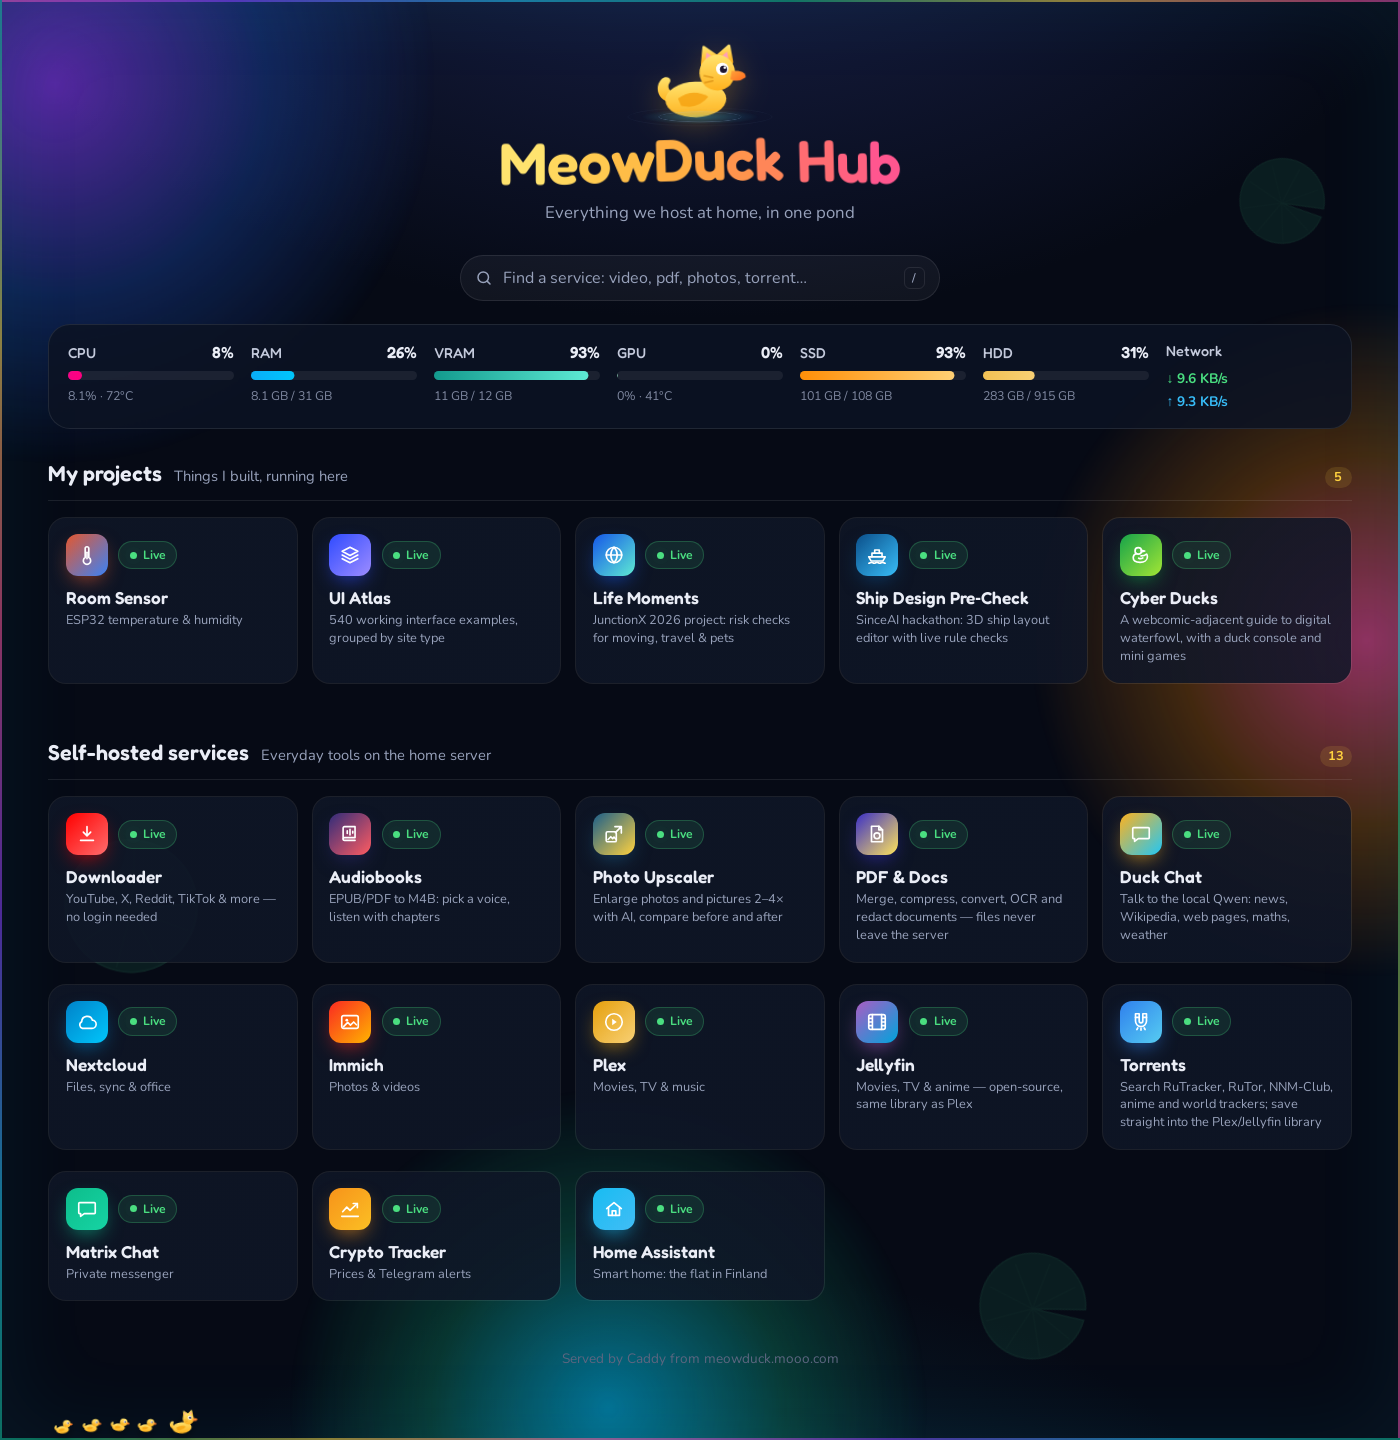 MeowDuck Hub
Everything we host at home, in one pond
Find a service: video, pdf, photos, torrent...
/
CPU 8%
8.1% · 72°C
RAM 26%
8.1 GB / 31 GB
VRAM 93%
11 GB / 12 GB
GPU 0%
0% · 41°C
SSD 93%
101 GB / 108 GB
HDD 31%
283 GB / 915 GB
Network
↓ 9.6 KB/s
↑ 9.3 KB/s
My projects Things I built, running here 5
Live
Room Sensor
ESP32 temperature & humidity
Live
UI Atlas
540 working interface examples,
grouped by site type
Live
Life Moments
JunctionX 2026 project: risk checks
for moving, travel & pets
Live
Ship Design Pre-Check
SinceAI hackathon: 3D ship layout
editor with live rule checks
Live
Cyber Ducks
A webcomic-adjacent guide to digital
waterfowl, with a duck console and
mini games
Self-hosted services Everyday tools on the home server 13
Live
Downloader
YouTube, X, Reddit, TikTok & more —
no login needed
Live
Audiobooks
EPUB/PDF to M4B: pick a voice,
listen with chapters
Live
Photo Upscaler
Enlarge photos and pictures 2–4×
with AI, compare before and after
Live
PDF & Docs
Merge, compress, convert, OCR and
redact documents — files never
leave the server
Live
Duck Chat
Talk to the local Qwen: news,
Wikipedia, web pages, maths,
weather
Live
Nextcloud
Files, sync & office
Live
Immich
Photos & videos
Live
Plex
Movies, TV & music
Live
Jellyfin
Movies, TV & anime — open-source,
same library as Plex
Live
Torrents
Search RuTracker, RuTor, NNM-Club,
anime and world trackers; save
straight into the Plex/Jellyfin library
Live
Matrix Chat
Private messenger
Live
Crypto Tracker
Prices & Telegram alerts
Live
Home Assistant
Smart home: the flat in Finland
Served by Caddy from meowduck.mooo.com